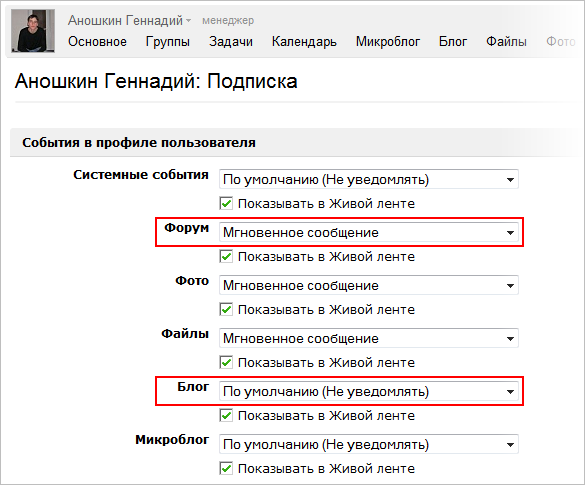 Аношкин Геннадий менеджер
Основное Группы Задачи Календарь Микроблог Блог Файлы Фото
Аношкин Геннадий: Подписка
События в профиле пользователя
Системные события По умолчанию (Не уведомлять)
Показывать в Живой ленте
Форум Мгновенное сообщение
Показывать в Живой ленте
Фото Мгновенное сообщение
Показывать в Живой ленте
Файлы Мгновенное сообщение
Показывать в Живой ленте
Блог По умолчанию (Не уведомлять)
Показывать в Живой ленте
Микроблог По умолчанию (Не уведомлять)
Показывать в Живой ленте